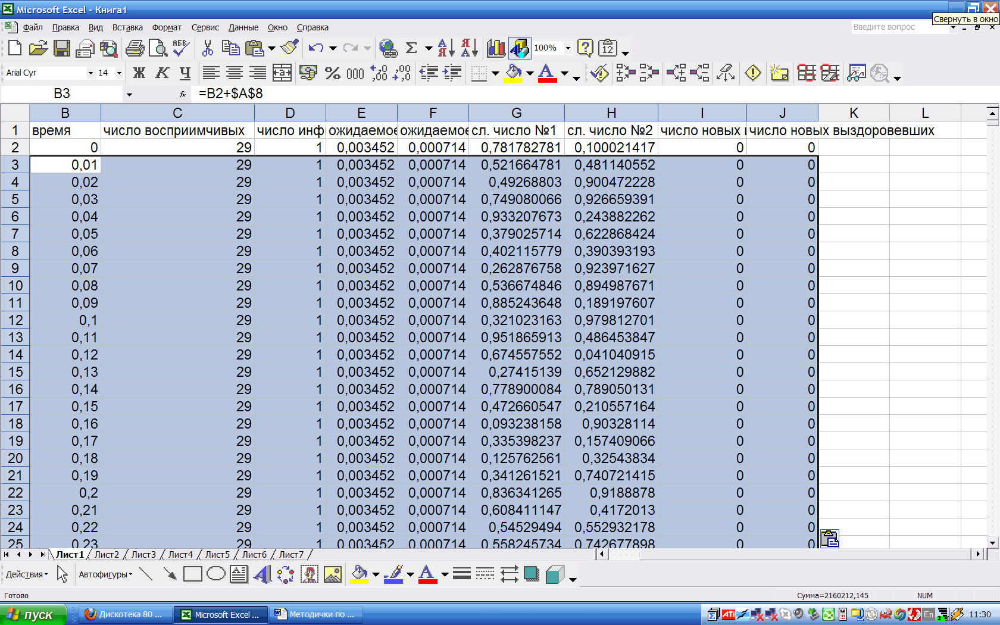 Microsoft Excel - Книга1
Свернуть в окно
Файл Правка Вид Вставка Формат Сервис Данные Окно Справка Введите вопрос
100%
Arial Cyr 14 Ж К Ч
B3 fx =B2+$A$8
B C D E F G H I J K L
1 время число восприимчивых число инф ожидаемое ожидаемое сл. число №1 сл. число №2 число новых число новых выздоровевших
2 0 29 1 0,003452 0,000714 0,781782781 0,100021417 0 0
3 0,01 29 1 0,003452 0,000714 0,521664781 0,481140552 0 0
4 0,02 29 1 0,003452 0,000714 0,49268803 0,900472228 0 0
5 0,03 29 1 0,003452 0,000714 0,749080066 0,926659391 0 0
6 0,04 29 1 0,003452 0,000714 0,933207673 0,243882262 0 0
7 0,05 29 1 0,003452 0,000714 0,379025714 0,622868424 0 0
8 0,06 29 1 0,003452 0,000714 0,402115779 0,390393193 0 0
9 0,07 29 1 0,003452 0,000714 0,262876758 0,923971627 0 0
10 0,08 29 1 0,003452 0,000714 0,536674846 0,894987671 0 0
11 0,09 29 1 0,003452 0,000714 0,885243648 0,189197607 0 0
12 0,1 29 1 0,003452 0,000714 0,321023163 0,979812701 0 0
13 0,11 29 1 0,003452 0,000714 0,951865913 0,486453847 0 0
14 0,12 29 1 0,003452 0,000714 0,674557552 0,041040915 0 0
15 0,13 29 1 0,003452 0,000714 0,27415139 0,652129882 0 0
16 0,14 29 1 0,003452 0,000714 0,778900084 0,789050131 0 0
17 0,15 29 1 0,003452 0,000714 0,472660547 0,210557164 0 0
18 0,16 29 1 0,003452 0,000714 0,093238158 0,90328114 0 0
19 0,17 29 1 0,003452 0,000714 0,335398237 0,157409066 0 0
20 0,18 29 1 0,003452 0,000714 0,125762561 0,32543834 0 0
21 0,19 29 1 0,003452 0,000714 0,341261521 0,740721415 0 0
22 0,2 29 1 0,003452 0,000714 0,836341265 0,9188878 0 0
23 0,21 29 1 0,003452 0,000714 0,608411147 0,4172013 0 0
24 0,22 29 1 0,003452 0,000714 0,54529494 0,552932178 0 0
25 0,23 29 1 0,003452 0,000714 0,558245734 0,742677898 0 0
Лист1 Лист2 Лист3 Лист4 Лист5 Лист6 Лист7
Действия Автофигуры
Готово Сумма=2160212,145 NUM
пуск Дискотека 80 ... Microsoft Excel ... Методички по ... ATI En 11:30